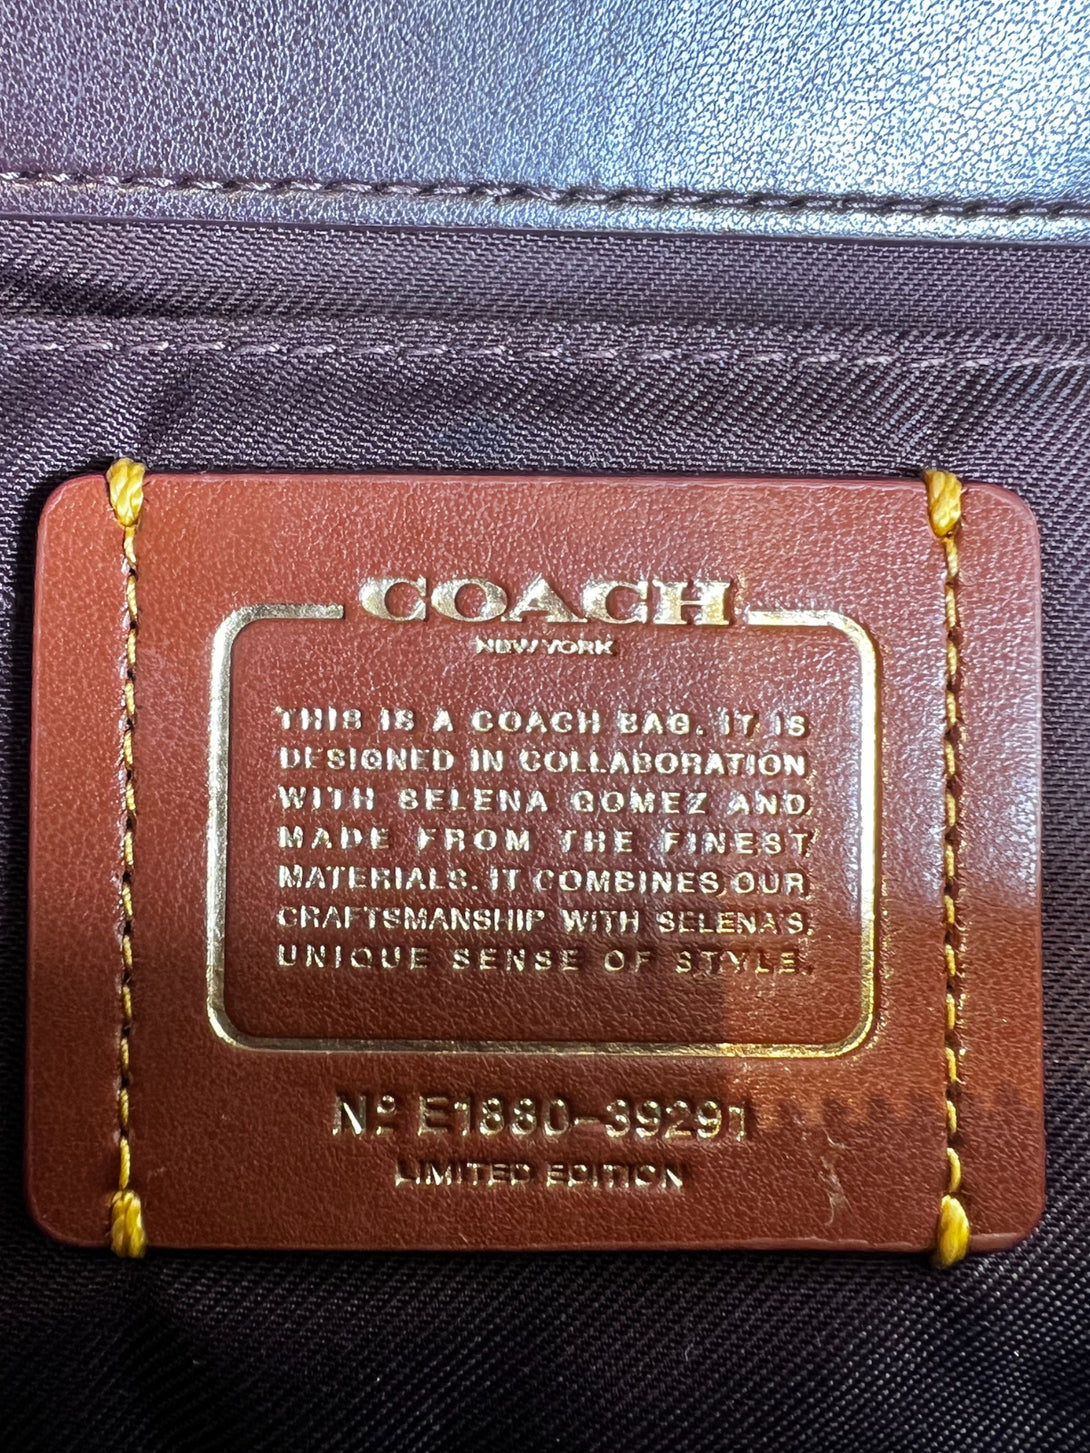 COACH
NEW YORK
THIS IS A COACH BAG. IT IS
DESIGNED IN COLLABORATION
WITH SELENA GOMEZ AND
MADE FROM THE FINEST
MATERIALS. IT COMBINES OUR
CRAFTSMANSHIP WITH SELENA'S
UNIQUE SENSE OF STYLE.
Nº E1880-39291
LIMITED EDITION